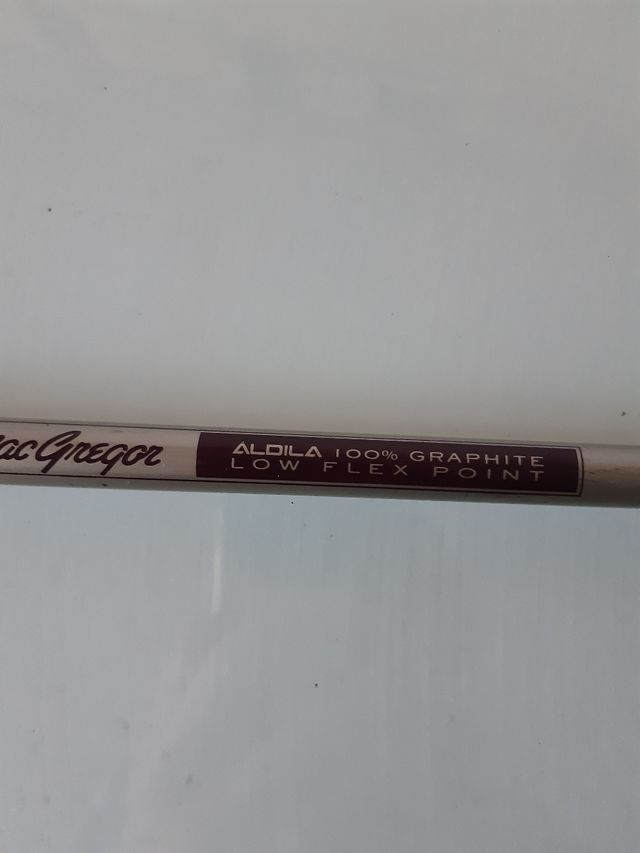 acGregor
ALDILA 100% GRAPHITE
LOW FLEX POINT